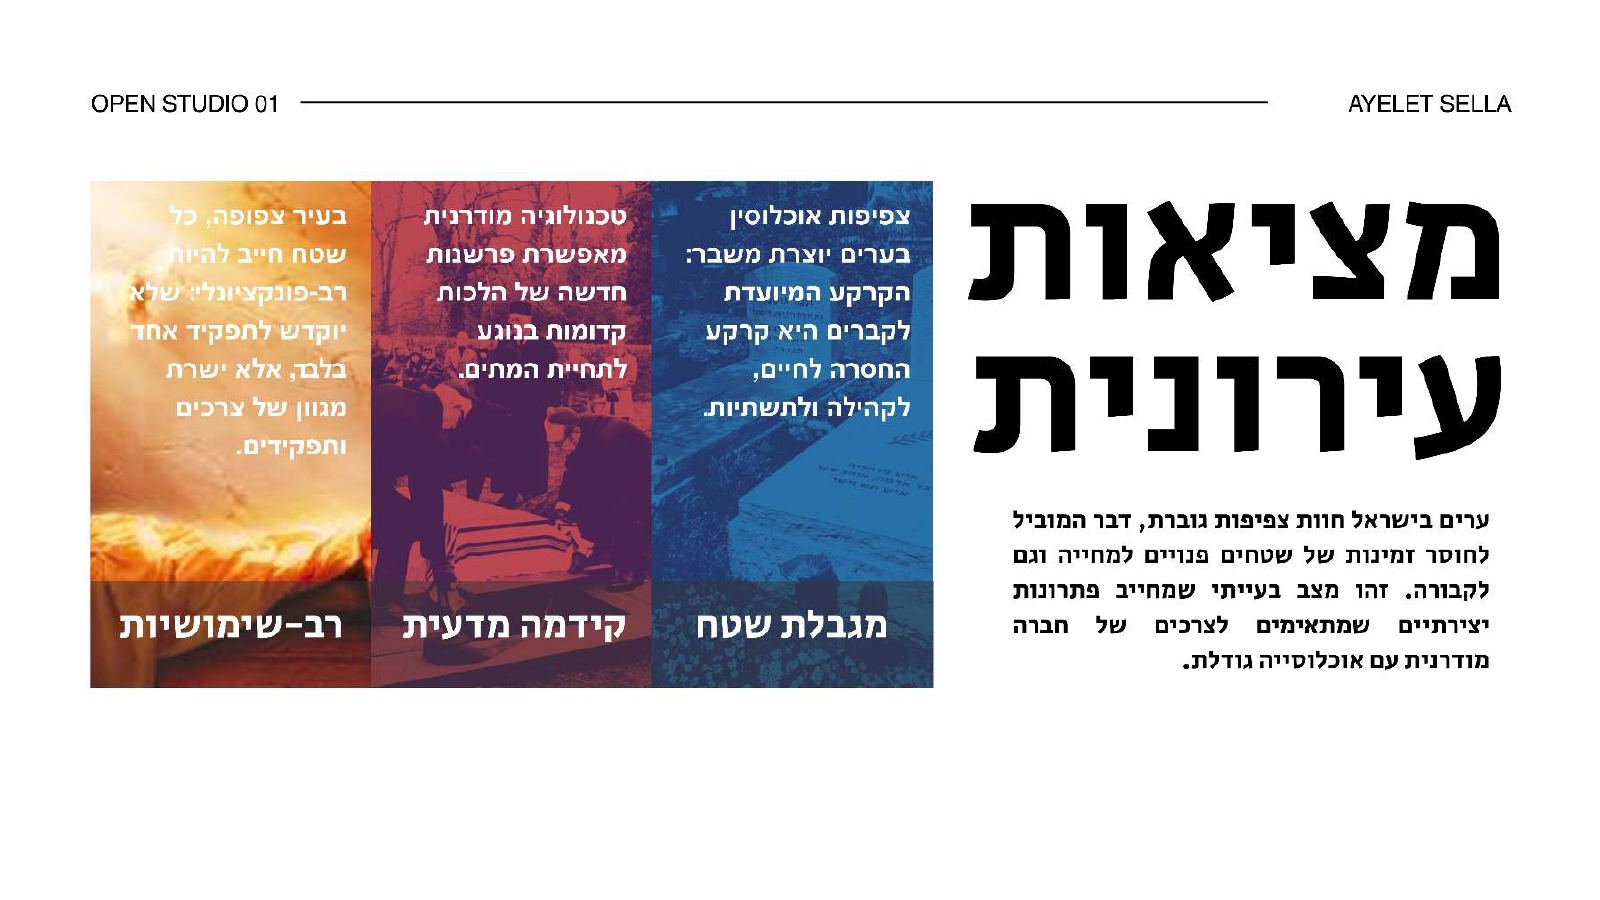 OPEN STUDIO 01
AYELET SELLA
מציאות
עירונית
ערים בישראל חוות צפיפות גוברת, דבר המוביל
לחוסר זמינות של שטחים פנויים למחייה וגם
לקבורה. זהו מצב בעייתי שמחייב פתרונות
יצירתיים שמתאימים לצרכים של חברה
מודרנית עם אוכלוסייה גודלת.
צפיפות אוכלוסין
בערים יוצרת משבר:
הקרקע המיועדת
לקברים היא קרקע
החסרה לחיים,
לקהילה ולתשתיות.
מגבלת שטח
טכנולוגיה מודרנית
מאפשרת פרשנות
חדשה של הלכות
קדומות בנוגע
לתחיית המתים.
קידמה מדעית
בעיר צפופה, כל
שטח חייב להיות
רב-פונקציונלי: שלא
יוקדש לתפקיד אחד
בלבד, אלא ישרת
מגוון של צרכים
ותפקידים.
רב-שימושיות